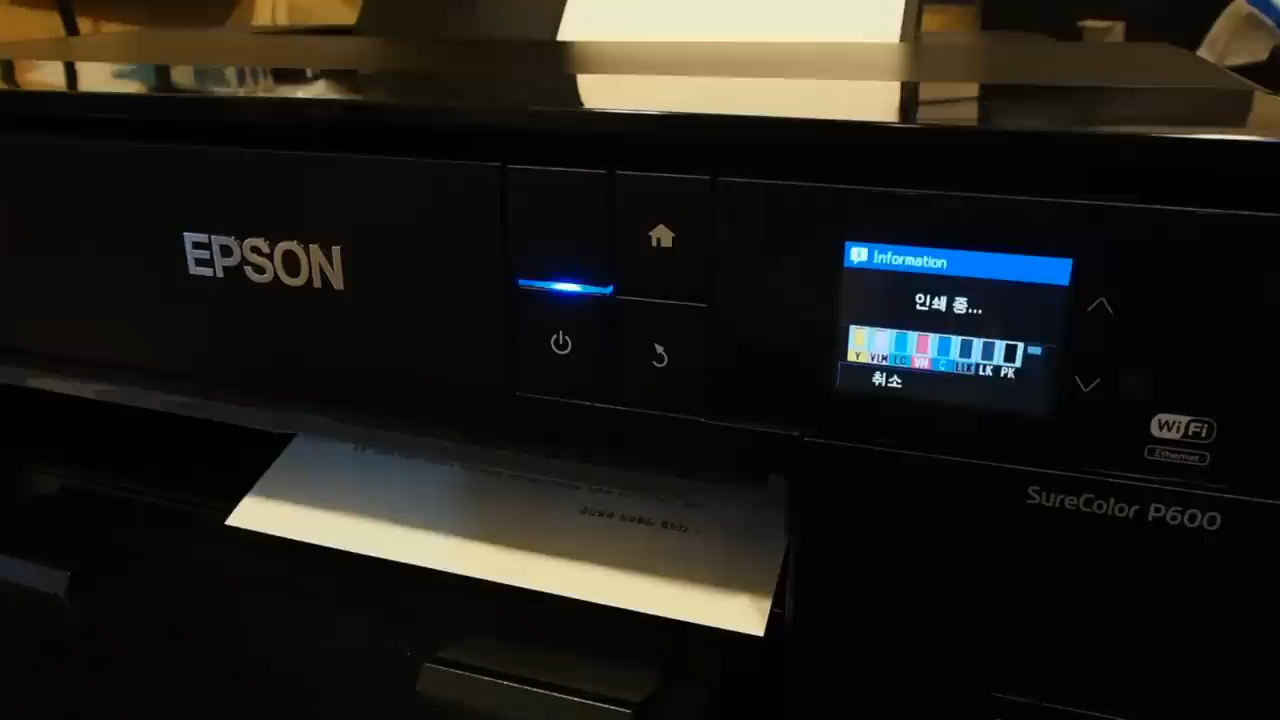 EPSON
Information
인쇄 중...
Y VLM LC VM C LLK LK PK
취소
WiFi
Ethernet
SureColor P600